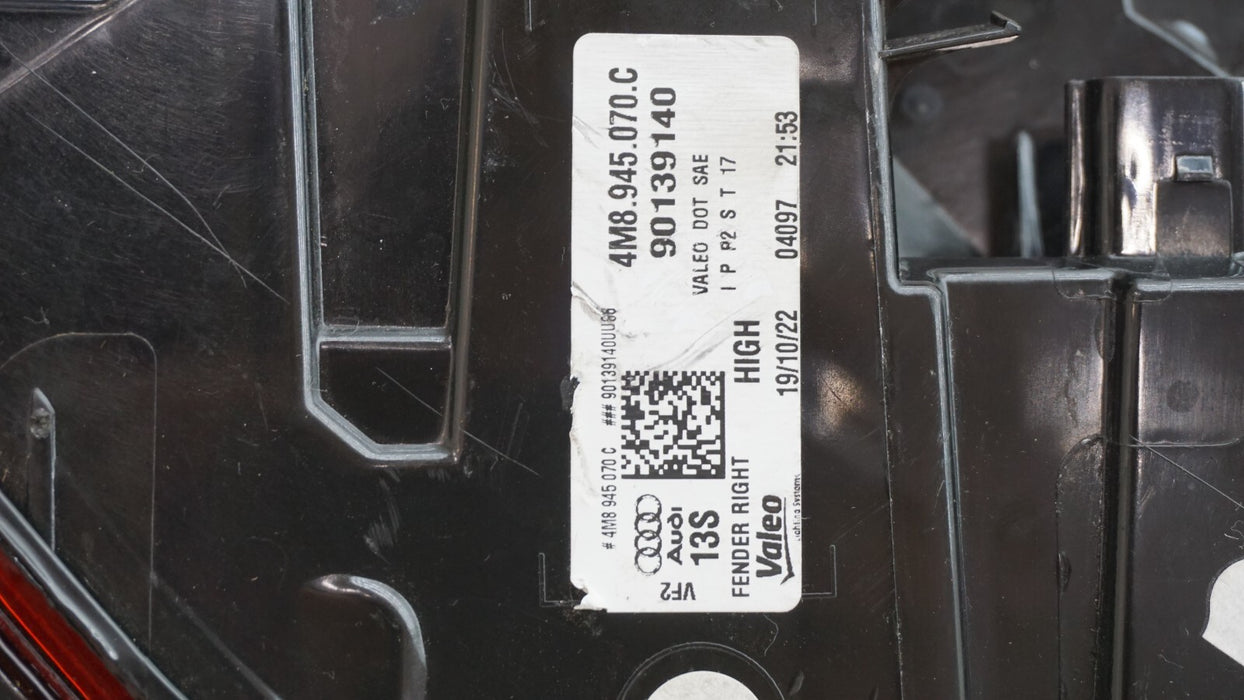 # 4M8 945 070 C ### 90139140UU86
4M8.945.070.C
90139140
Audi
13S
VALEO DOT SAE
I P P2 S T 17
VF2
FENDER RIGHT
HIGH
Valeo
19/10/22 04097 21:53